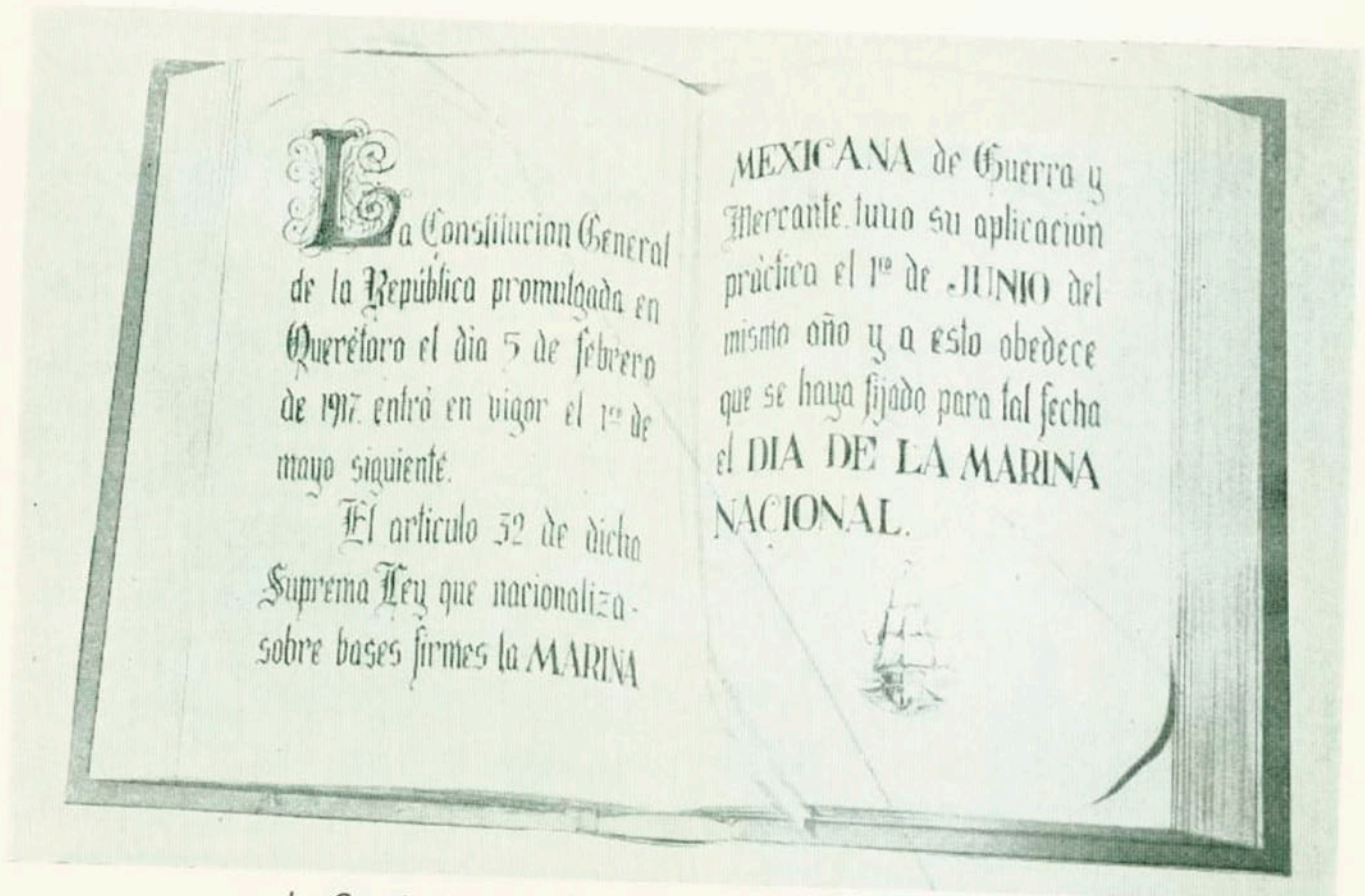 La Constitucion General
de la República promulgada en
Querétaro el dia 5 de febrero
de 1917. entró en vigor el 1º de
mayo siguiente.
El articulo 32 de dicha
Suprema Ley que nacionaliza-
sobre bases firmes la MARINA
MEXICANA de Guerra y
Mercante. tuvo su aplicación
práctica el 1º de JUNIO del
mismo año y a esto obedece
que se haya fijado para tal fecha
el DIA DE LA MARINA
NACIONAL.